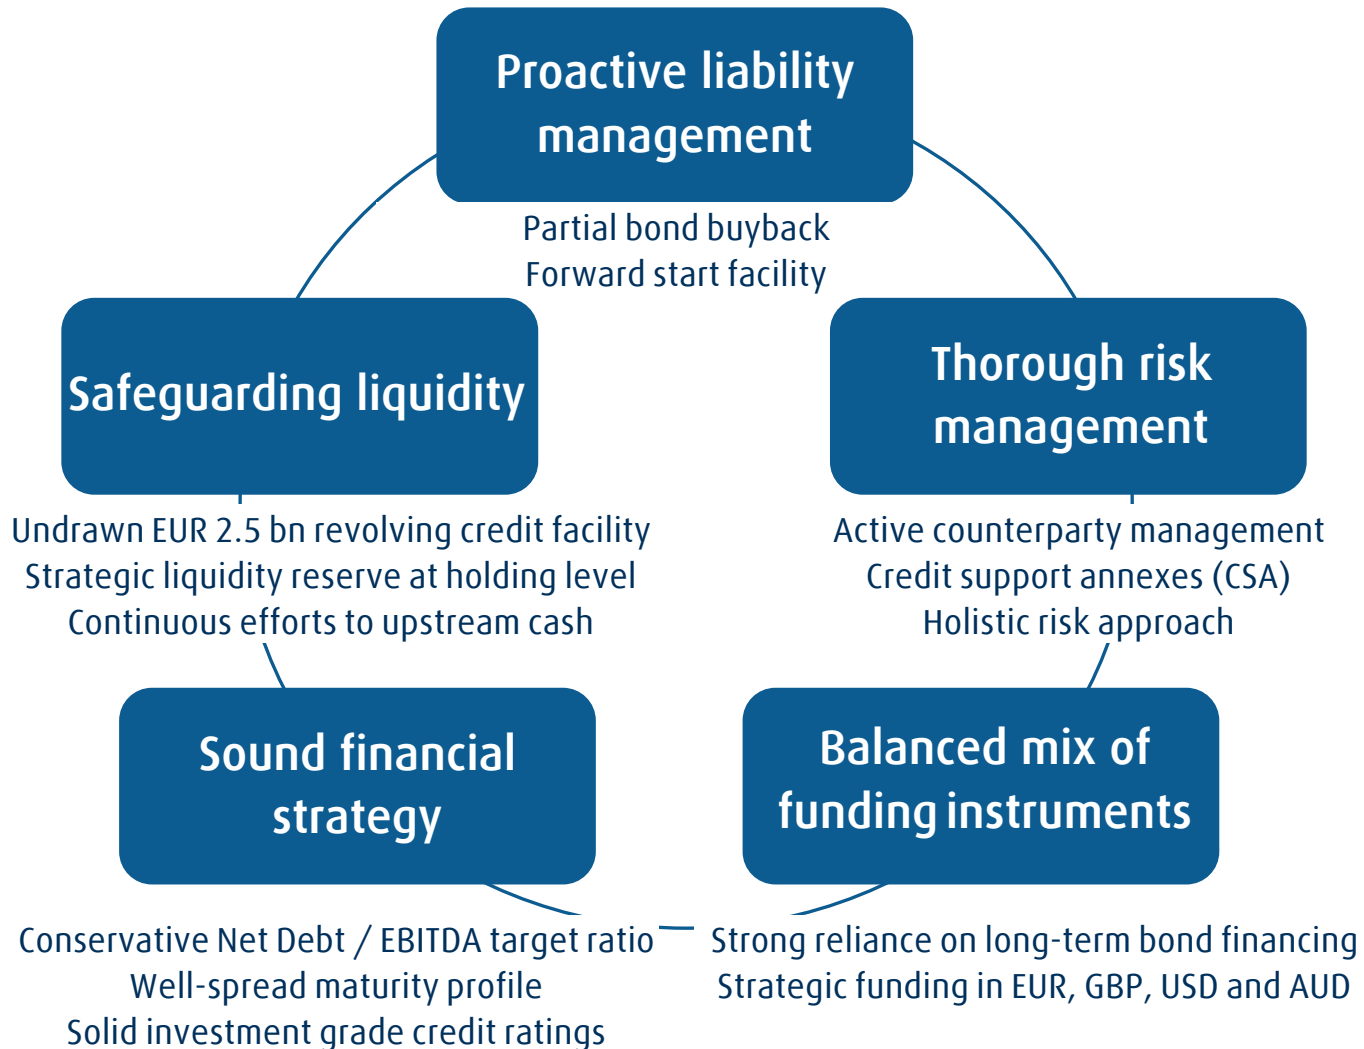 Proactive liability
management
Partial bond buyback
Forward start facility
Safeguarding liquidity
Undrawn EUR 2.5 bn revolving credit facility
Strategic liquidity reserve at holding level
Continuous efforts to upstream cash
Thorough risk
management
Active counterparty management
Credit support annexes (CSA)
Holistic risk approach
Sound financial
strategy
Conservative Net Debt / EBITDA target ratio
Well-spread maturity profile
Solid investment grade credit ratings
Balanced mix of
funding instruments
Strong reliance on long-term bond financing
Strategic funding in EUR, GBP, USD and AUD